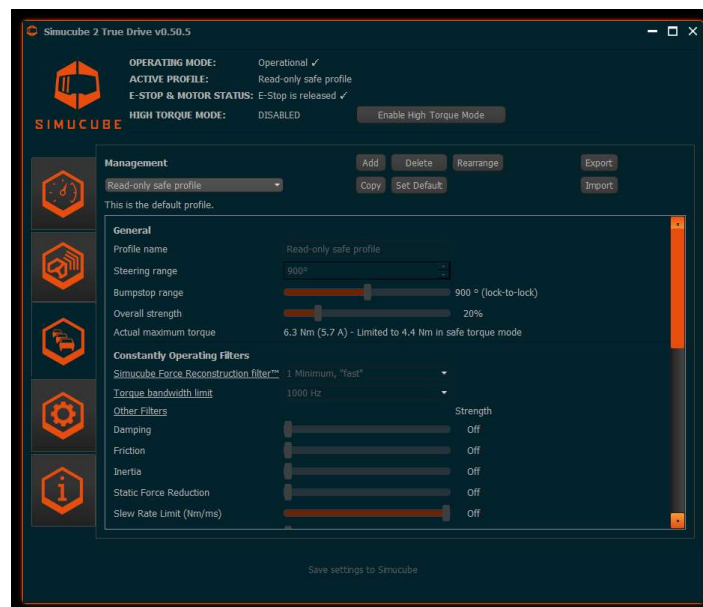 Simucube 2 True Drive v0.50.5
OPERATING MODE: Operational ✓
ACTIVE PROFILE: Read-only safe profile
E-STOP & MOTOR STATUS: E-Stop is released ✓
HIGH TORQUE MODE: DISABLED Enable High Torque Mode
SIMUCUBE
Management Add Delete Rearrange Export
Read-only safe profile Copy Set Default Import
This is the default profile.
General
Profile name Read-only safe profile
Steering range 900°
Bumpstop range 900 ° (lock-to-lock)
Overall strength 20%
Actual maximum torque 6.3 Nm (5.7 A) - Limited to 4.4 Nm in safe torque mode
Constantly Operating Filters
Simucube Force Reconstruction filter™ 1 Minimum, "fast"
Torque bandwidth limit 1000 Hz
Other Filters Strength
Damping Off
Friction Off
Inertia Off
Static Force Reduction Off
Slew Rate Limit (Nm/ms) Off
Save settings to Simucube